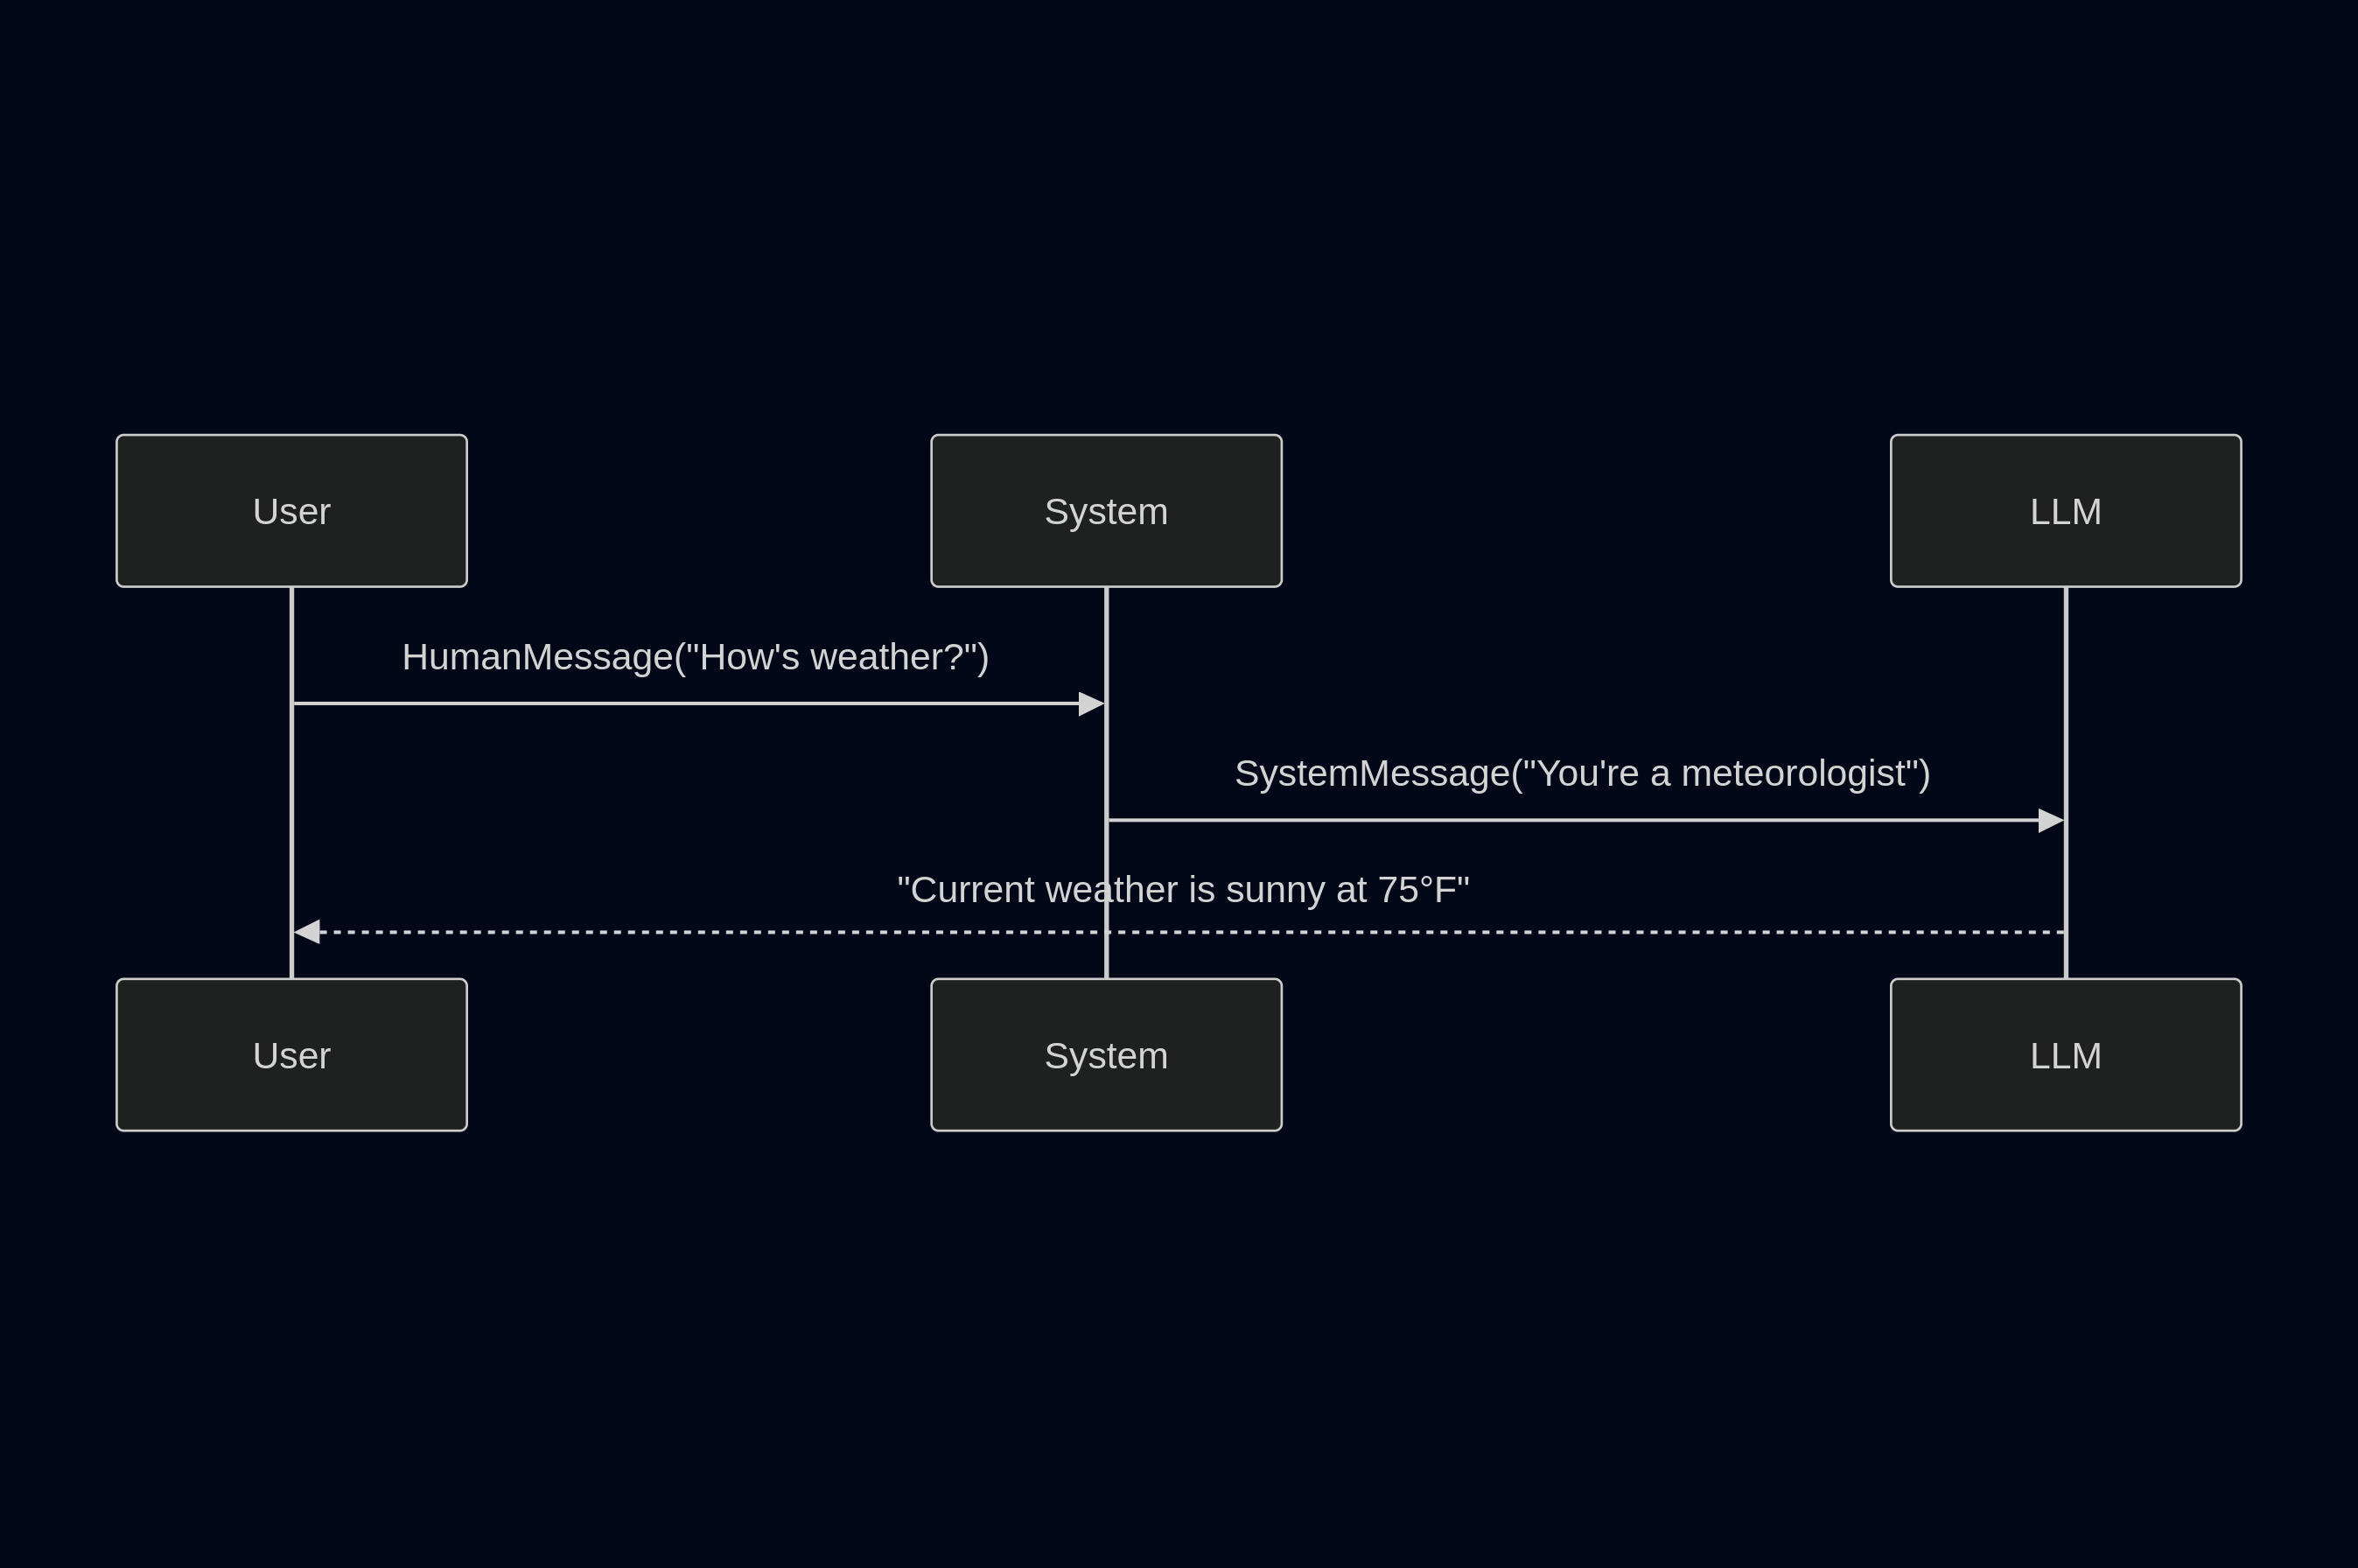 User
System
LLM
HumanMessage("How's weather?")
SystemMessage("You're a meteorologist")
"Current weather is sunny at 75°F"
User
System
LLM